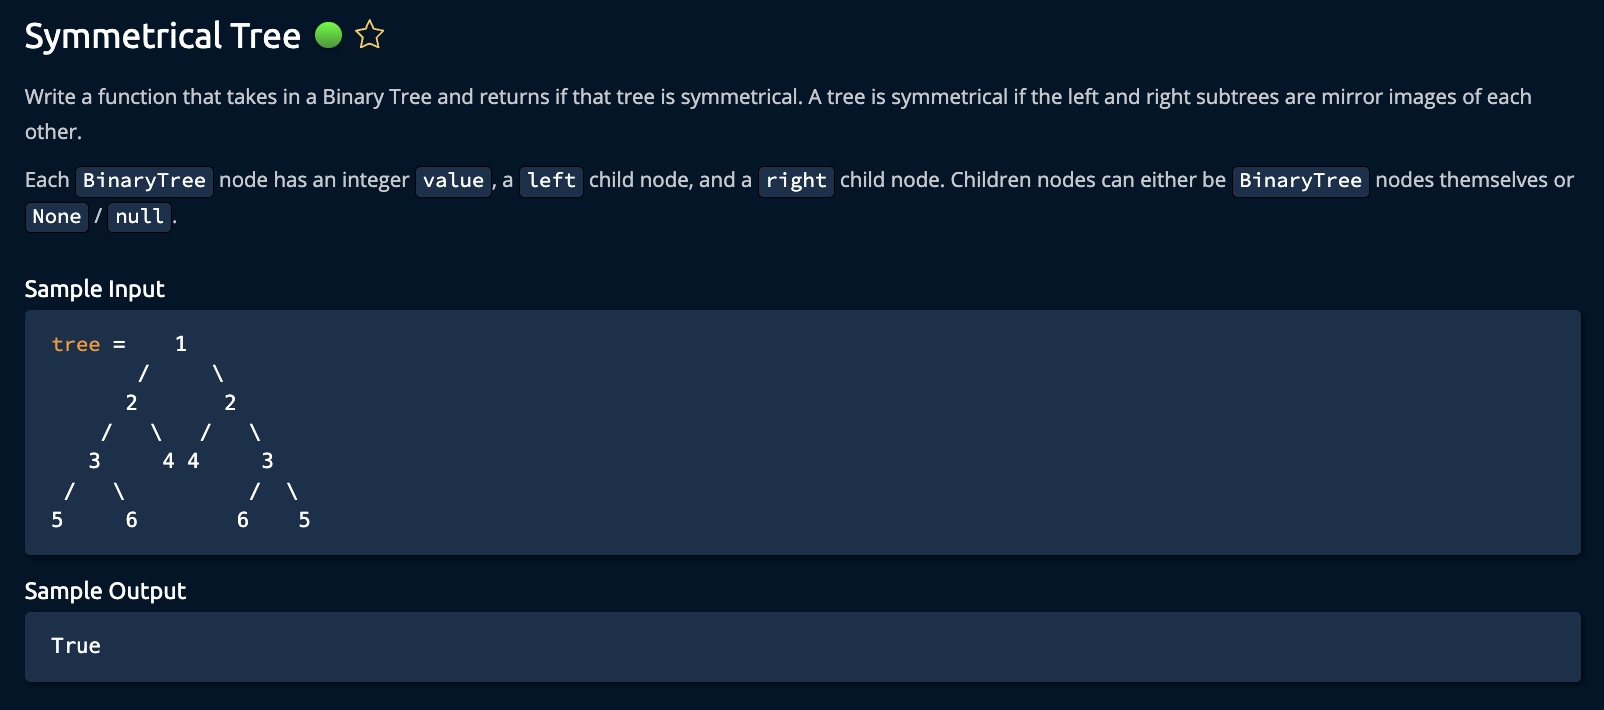 Symmetrical Tree
Write a function that takes in a Binary Tree and returns if that tree is symmetrical. A tree is symmetrical if the left and right subtrees are mirror images of each
other.
Each BinaryTree node has an integer value, a left child node, and a right child node. Children nodes can either be BinaryTree nodes themselves or
None / null.
Sample Input
tree =    1
       /     \
      2       2
    /   \   /   \
   3     4 4     3
 /   \          /  \
5     6        6    5
Sample Output
True